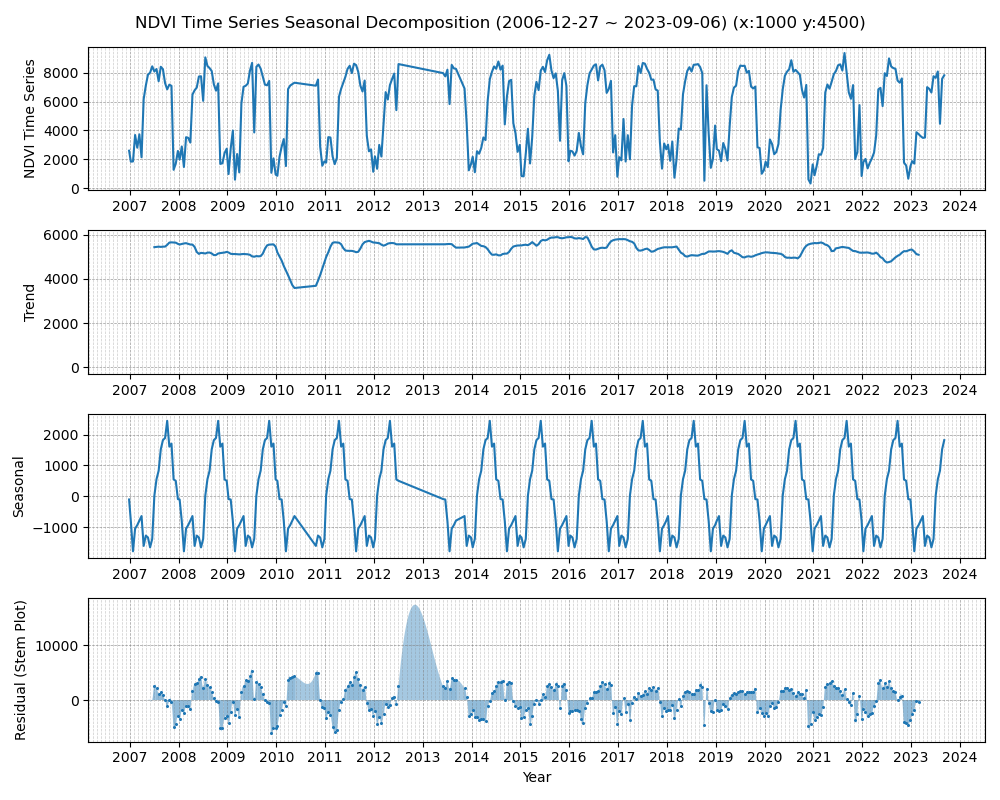 NDVI Time Series Seasonal Decomposition (2006-12-27 ~ 2023-09-06) (x:1000 y:4500)
NDVI Time Series
8000
6000
4000
2000
0
2007 2008 2009 2010 2011 2012 2013 2014 2015 2016 2017 2018 2019 2020 2021 2022 2023 2024
Trend
6000
4000
2000
0
2007 2008 2009 2010 2011 2012 2013 2014 2015 2016 2017 2018 2019 2020 2021 2022 2023 2024
Seasonal
2000
1000
0
−1000
2007 2008 2009 2010 2011 2012 2013 2014 2015 2016 2017 2018 2019 2020 2021 2022 2023 2024
Residual (Stem Plot)
10000
0
2007 2008 2009 2010 2011 2012 2013 2014 2015 2016 2017 2018 2019 2020 2021 2022 2023 2024
Year